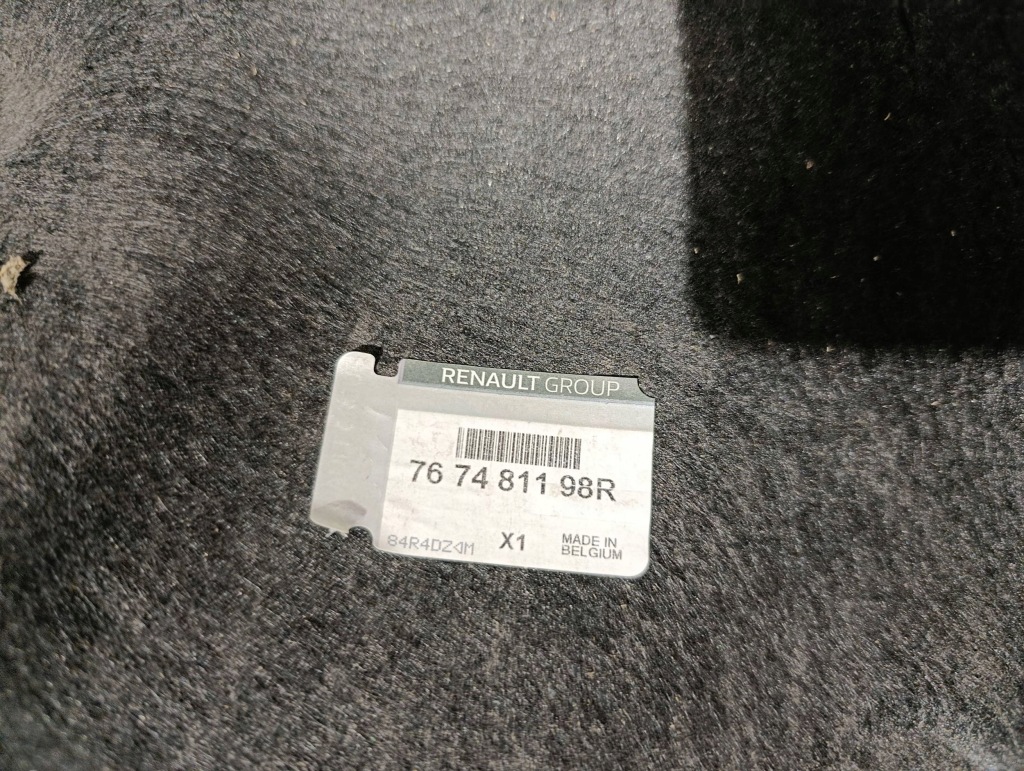 RENAULT GROUP
76 74 811 98R
X1
MADE IN
BELGIUM